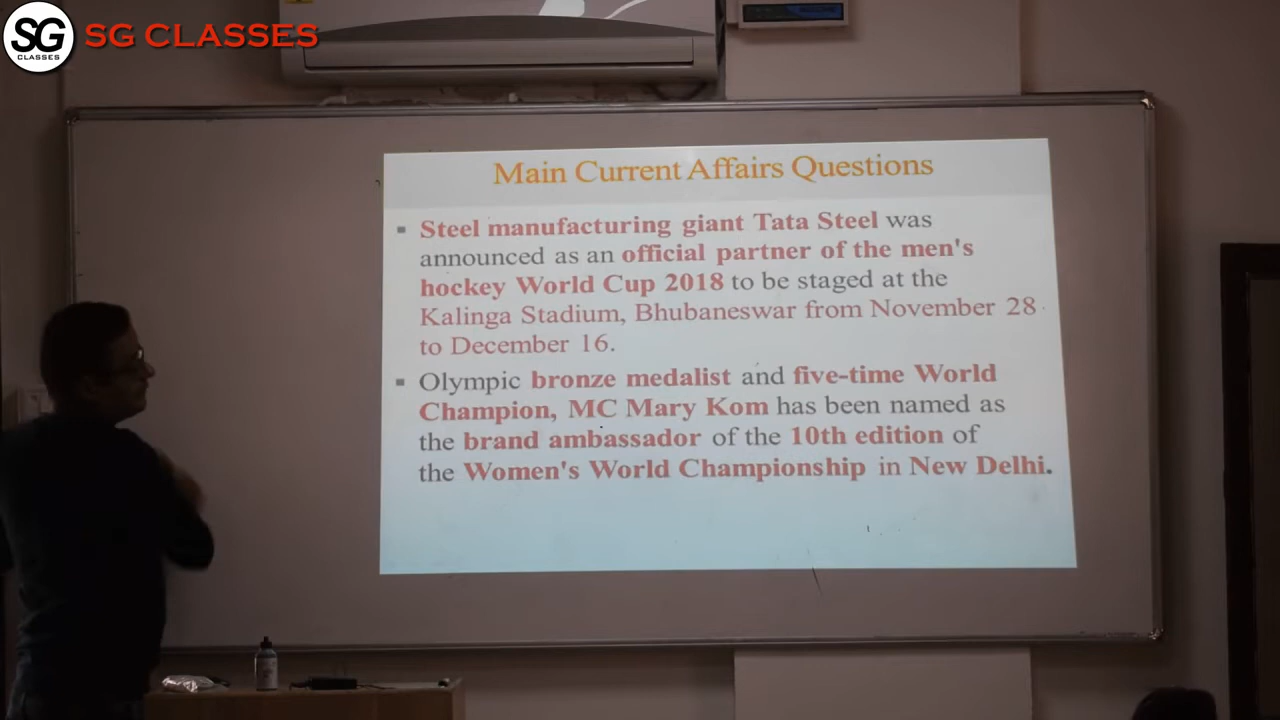 SG
CLASSES
SG CLASSES
Main Current Affairs Questions
Steel manufacturing giant Tata Steel was
announced as an official partner of the men's
hockey World Cup 2018 to be staged at the
Kalinga Stadium, Bhubaneswar from November 28
to December 16.
Olympic bronze medalist and five-time World
Champion, MC Mary Kom has been named as
the brand ambassador of the 10th edition of
the Women's World Championship in New Delhi.